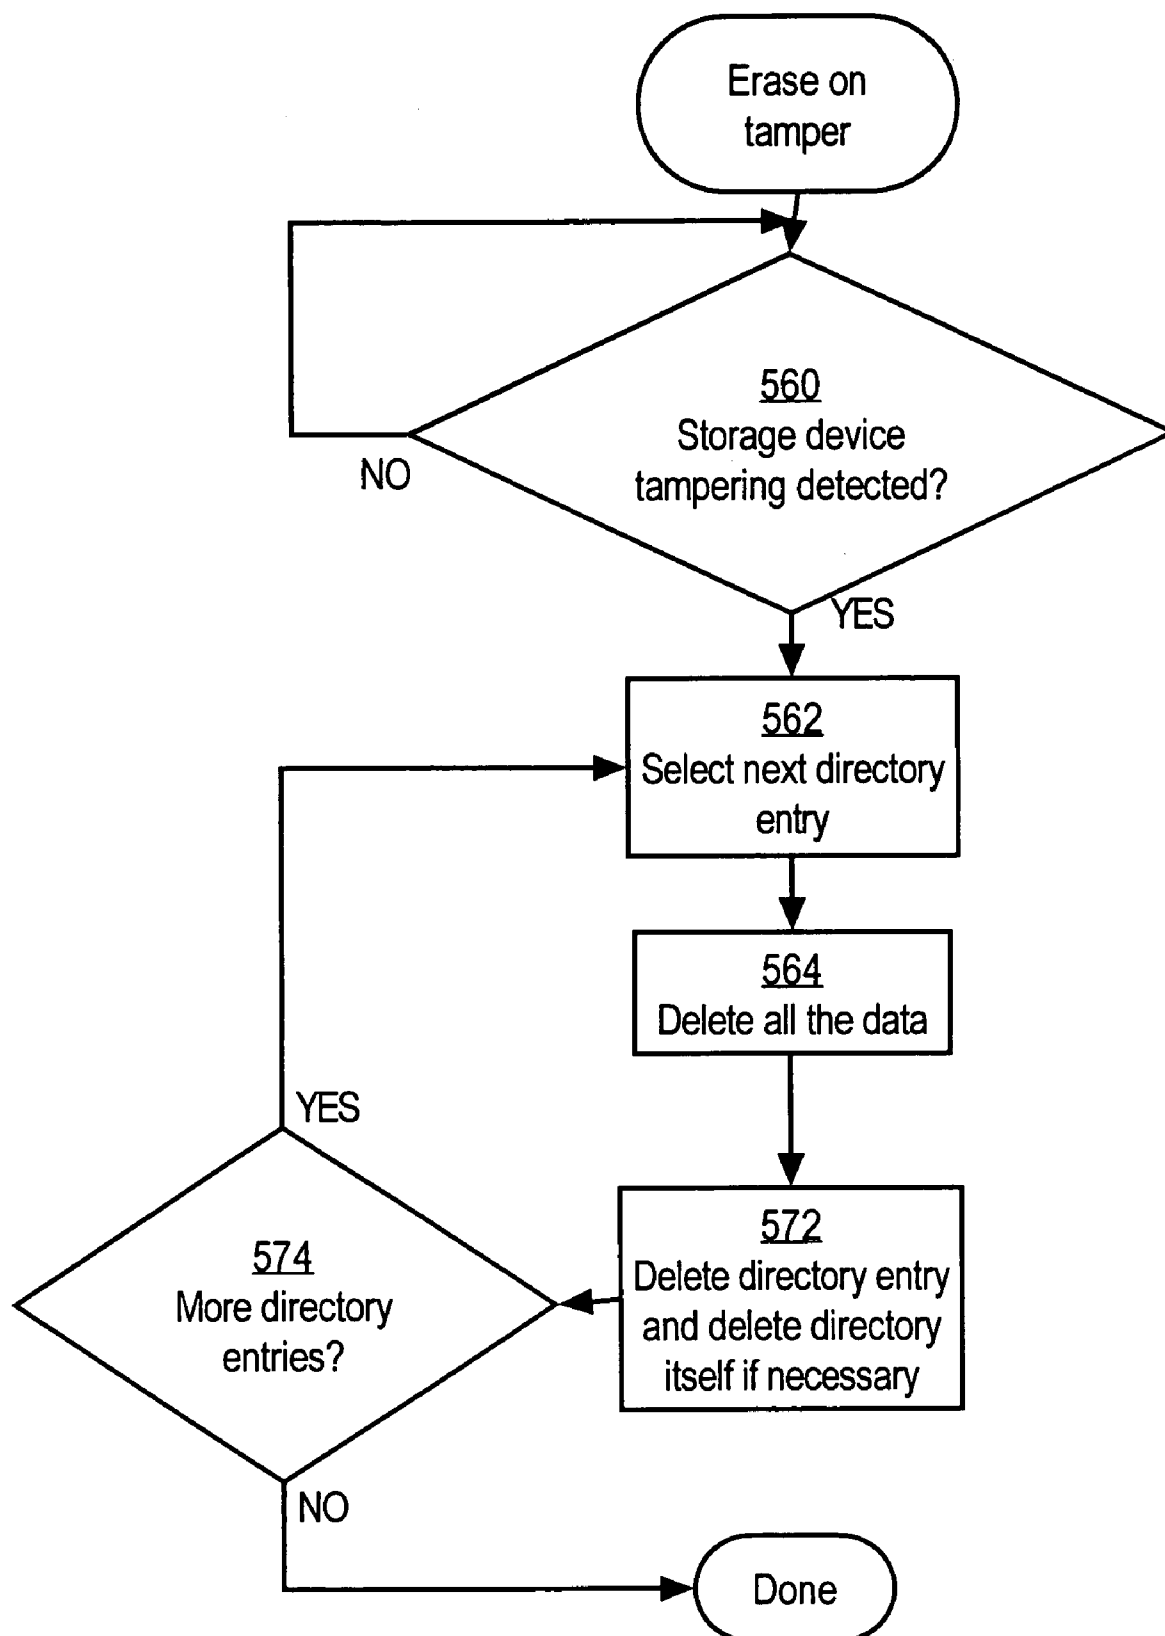 Erase on
tamper
560
Storage device
tampering detected?
NO
YES
562
Select next directory
entry
564
Delete all the data
YES
572
Delete directory entry
and delete directory
itself if necessary
574
More directory
entries?
NO
Done